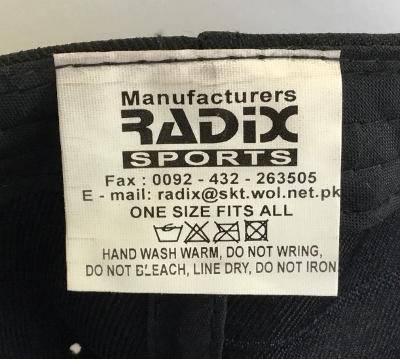 Manufacturers
RADIX
SPORTS
Fax : 0092 - 432 - 263505
E - mail: radix@skt.wol.net.pk
ONE SIZE FITS ALL
HAND WASH WARM, DO NOT WRING,
DO NOT BLEACH, LINE DRY, DO NOT IRON.